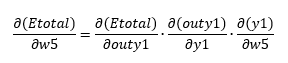 ∂(Etotal)/∂w5 = ∂(Etotal)/∂outy1 · ∂(outy1)/∂y1 · ∂(y1)/∂w5